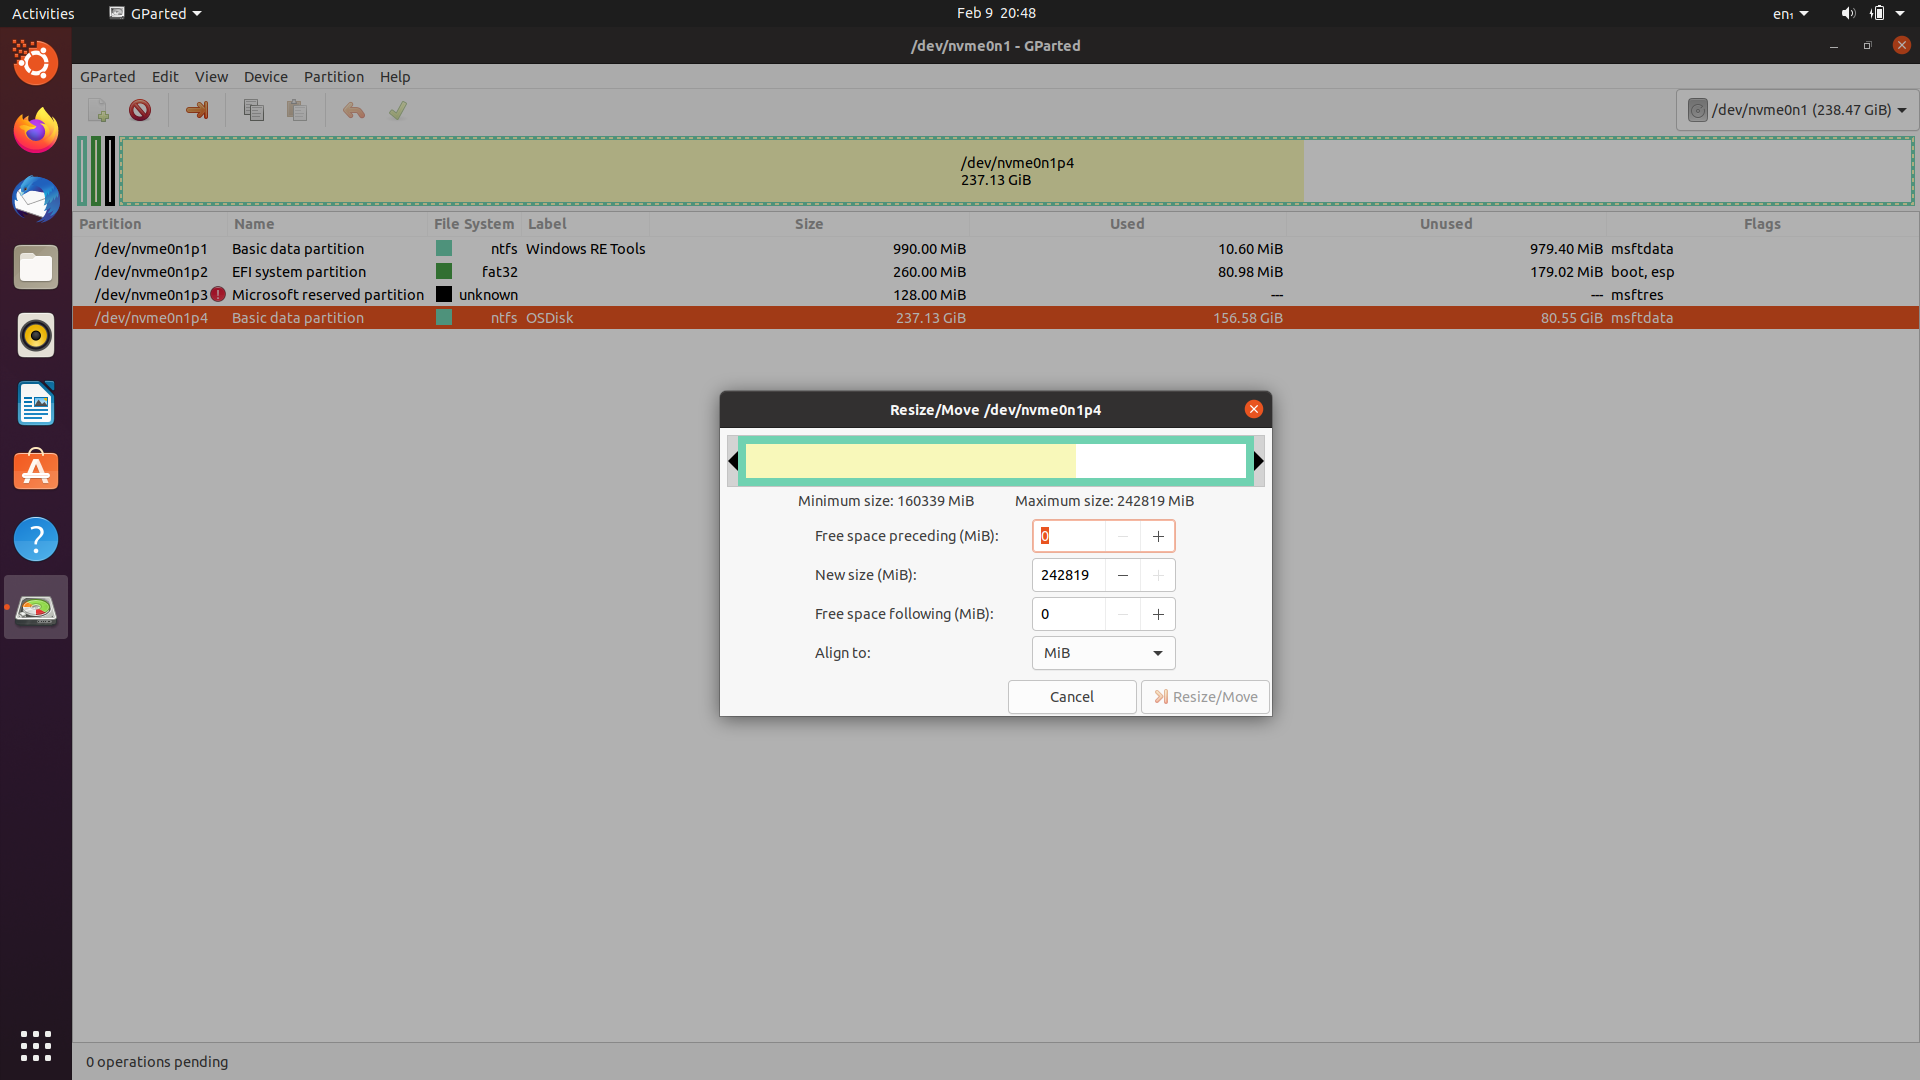 Activities GParted Feb 9 20:48 en₁
/dev/nvme0n1 - GParted
GParted Edit View Device Partition Help
/dev/nvme0n1 (238.47 GiB)
/dev/nvme0n1p4
237.13 GiB
Partition Name File System Label Size Used Unused Flags
/dev/nvme0n1p1 Basic data partition ntfs Windows RE Tools 990.00 MiB 10.60 MiB 979.40 MiB msftdata
/dev/nvme0n1p2 EFI system partition fat32 260.00 MiB 80.98 MiB 179.02 MiB boot, esp
/dev/nvme0n1p3 Microsoft reserved partition unknown 128.00 MiB --- --- msftres
/dev/nvme0n1p4 Basic data partition ntfs OSDisk 237.13 GiB 156.58 GiB 80.55 GiB msftdata
Resize/Move /dev/nvme0n1p4
Minimum size: 160339 MiB Maximum size: 242819 MiB
Free space preceding (MiB): 0
New size (MiB): 242819
Free space following (MiB): 0
Align to: MiB
Cancel Resize/Move
0 operations pending